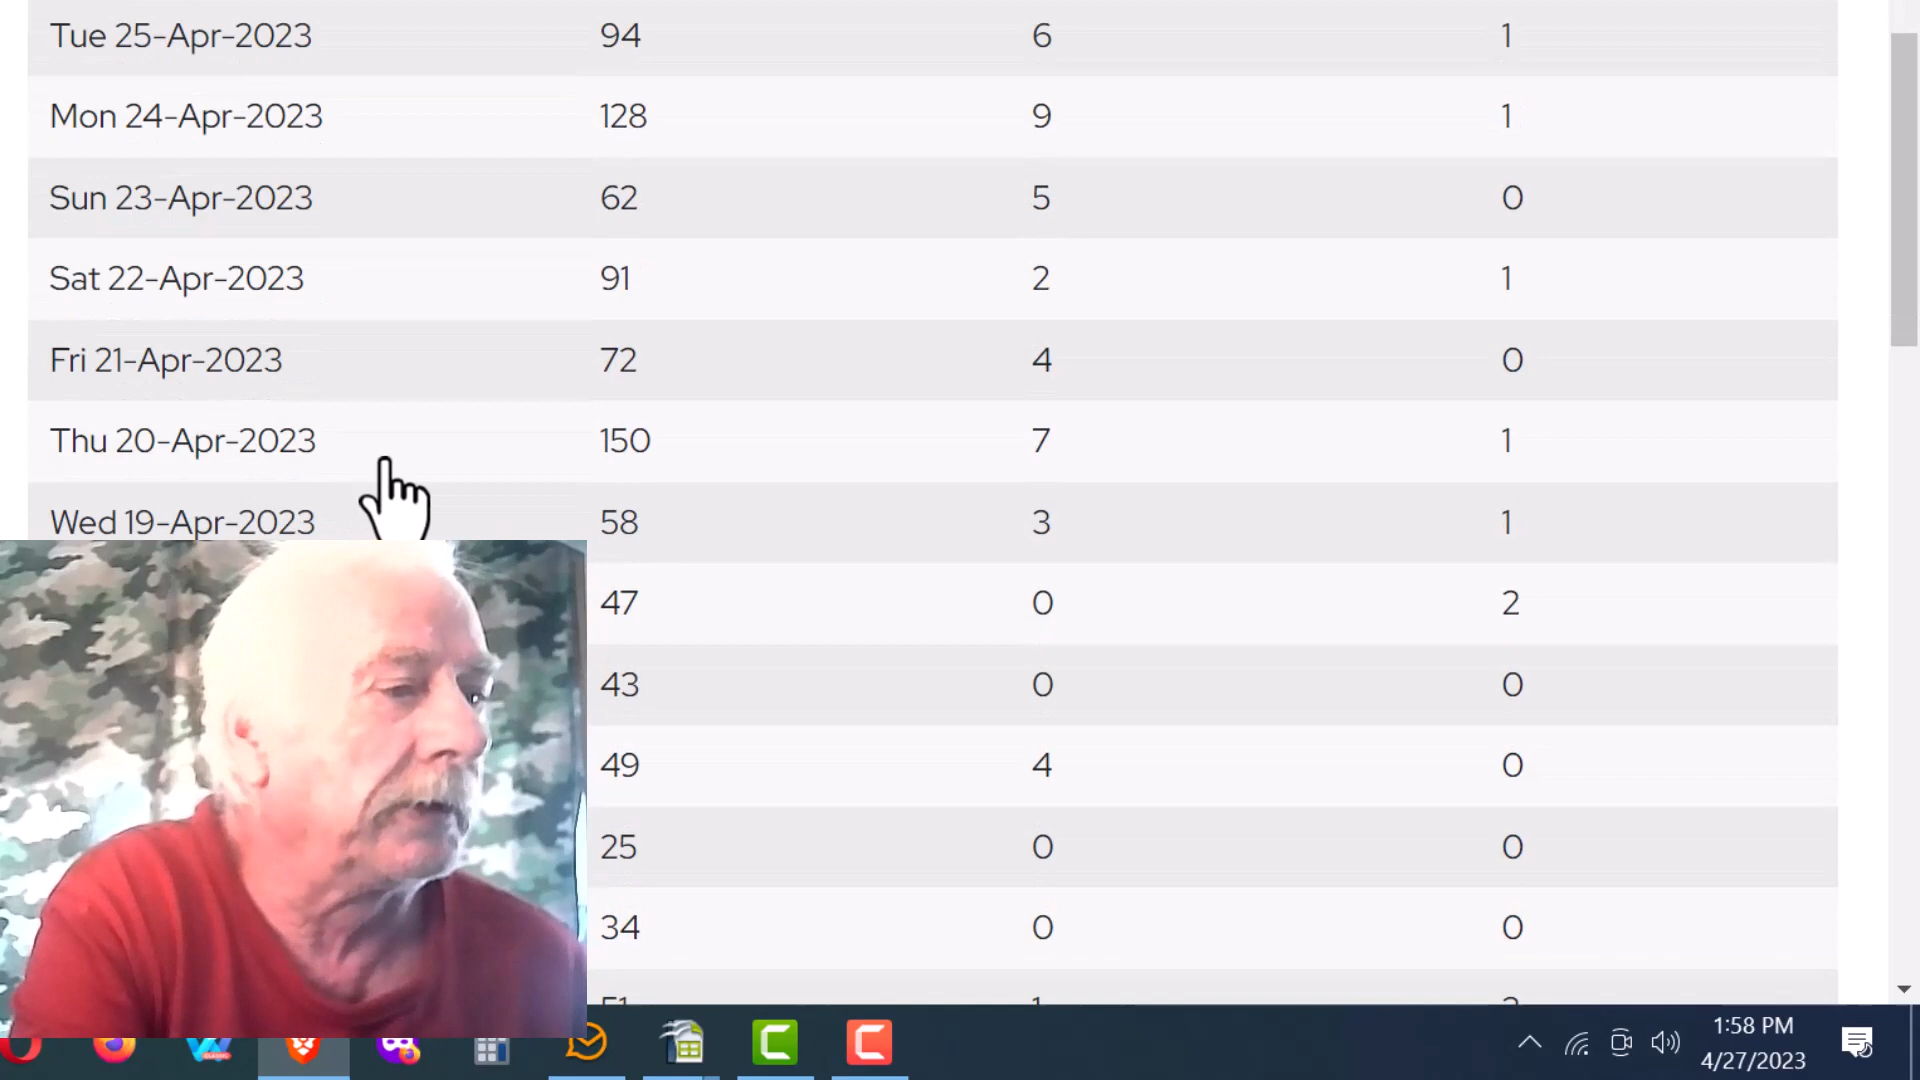 Tue 25-Apr-2023 94 6 1
Mon 24-Apr-2023 128 9 1
Sun 23-Apr-2023 62 5 0
Sat 22-Apr-2023 91 2 1
Fri 21-Apr-2023 72 4 0
Thu 20-Apr-2023 150 7 1
Wed 19-Apr-2023 58 3 1
47 0 2
43 0 0
49 4 0
25 0 0
34 0 0
1:58 PM
4/27/2023